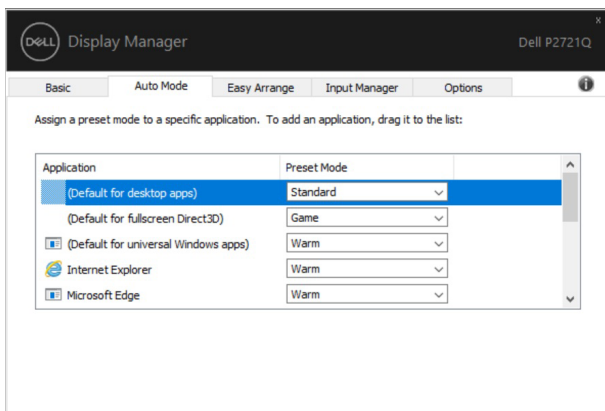 x
DELL Display Manager Dell P2721Q
Basic Auto Mode Easy Arrange Input Manager Options i
Assign a preset mode to a specific application. To add an application, drag it to the list:
Application Preset Mode
(Default for desktop apps) Standard
(Default for fullscreen Direct3D) Game
(Default for universal Windows apps) Warm
Internet Explorer Warm
Microsoft Edge Warm